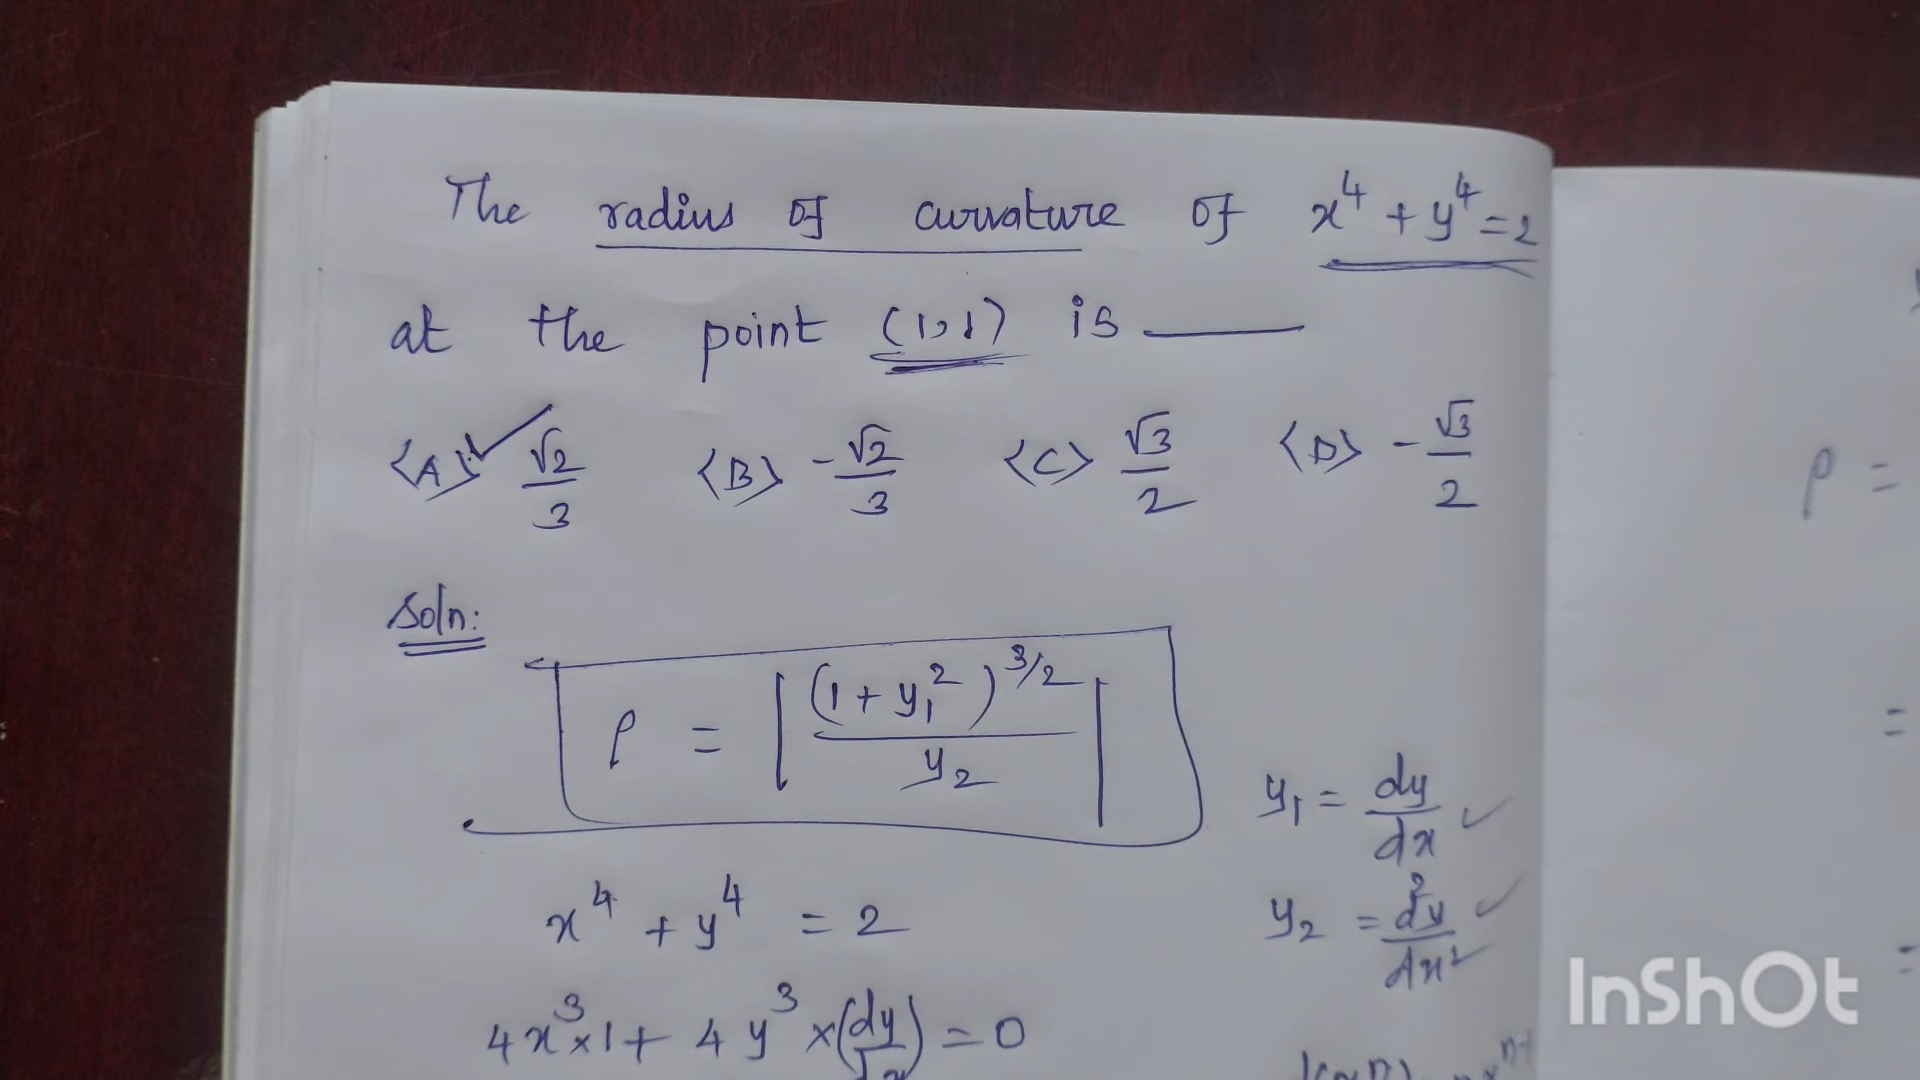 The radius of curvature of x⁴ + y⁴ = 2
at the point (1,1) is ———
<A> √2/3 <B> -√2/3 <C> √3/2 <D> -√3/2
Soln:
ρ = |(1 + y₁²)^3/2 / y₂|
y₁ = dy/dx ✓
x⁴ + y⁴ = 2
y₂ = d²y/dx² ✓
4x³×1 + 4y³×(dy/dx) = 0
ρ =
=
=
InShOt